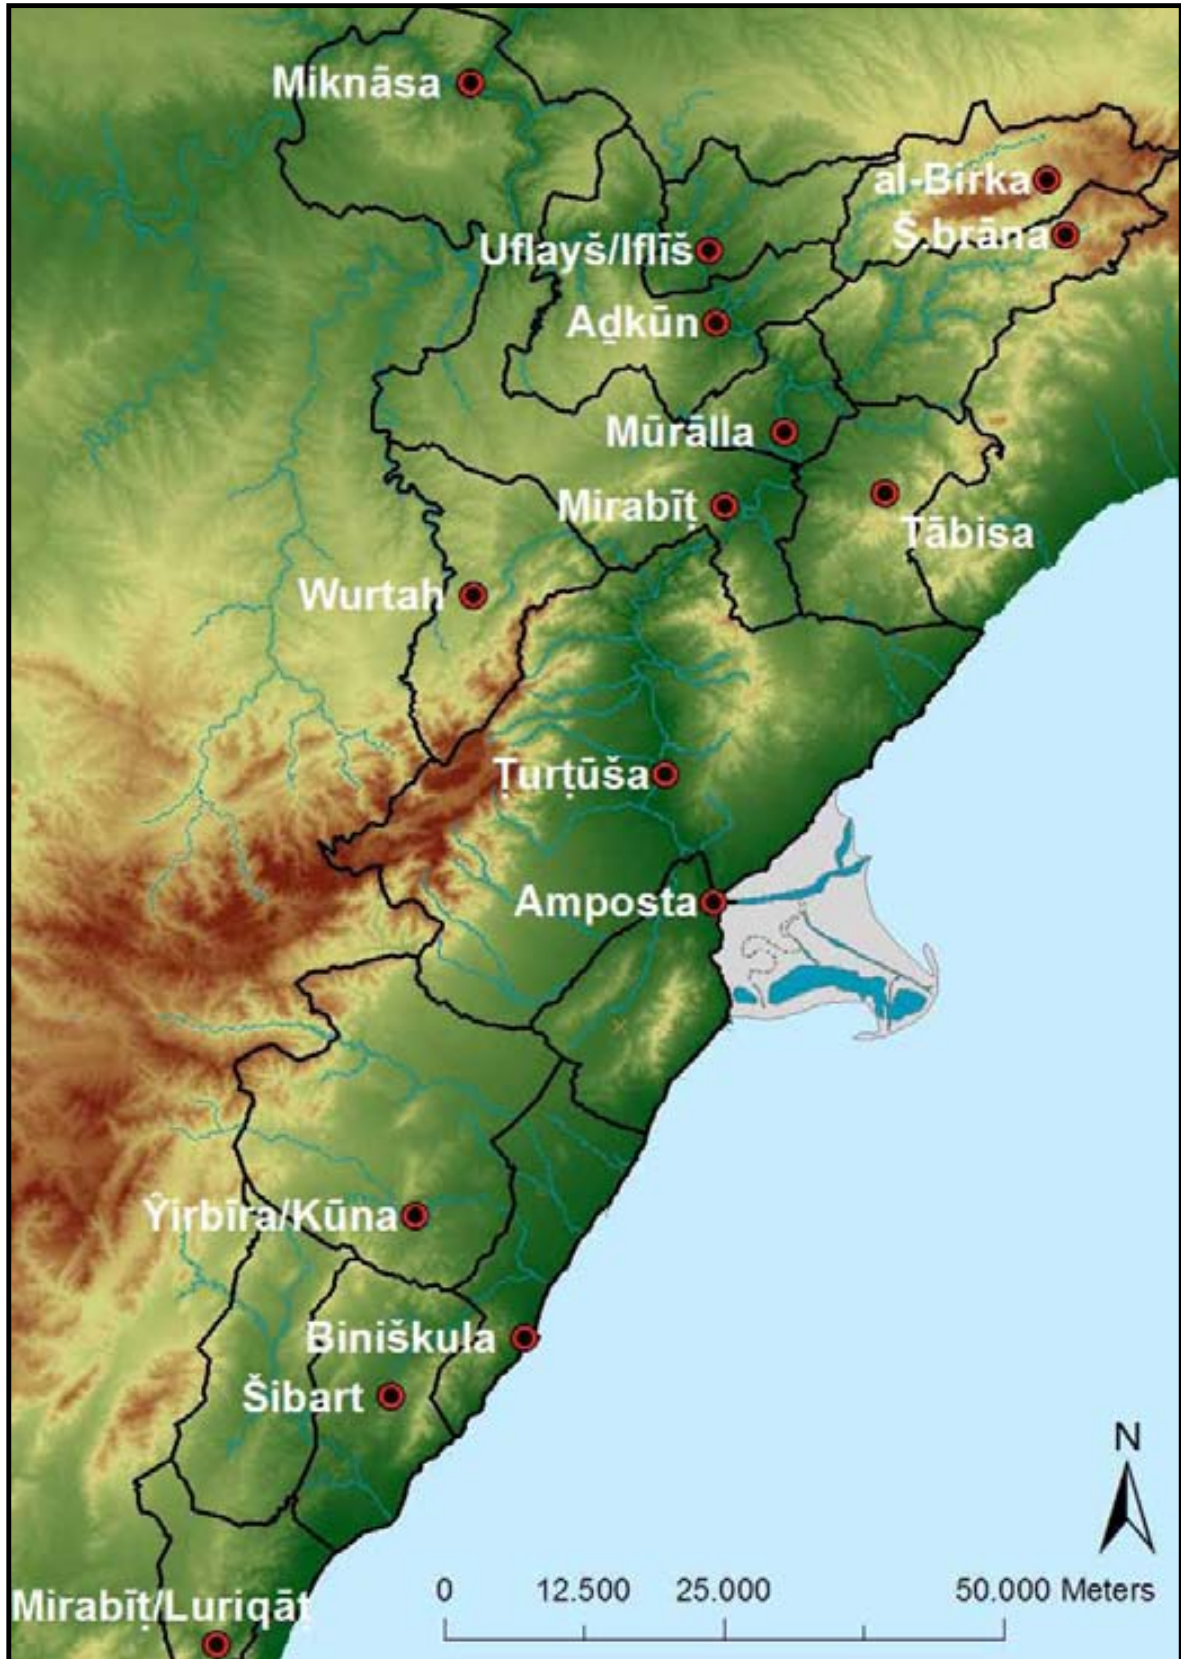 Miknāsa
al-Birka
Š.brāna
Uflayš/Iflīš
Aḏkūn
Mūrālla
Mirabīṭ
Tābisa
Wurtah
Ṭurṭūša
Amposta
Ŷirbīra/Kūna
Biniškula
Šibart
N
0 12.500 25.000 50.000 Meters
Mirabīṭ/Luriqāṭ